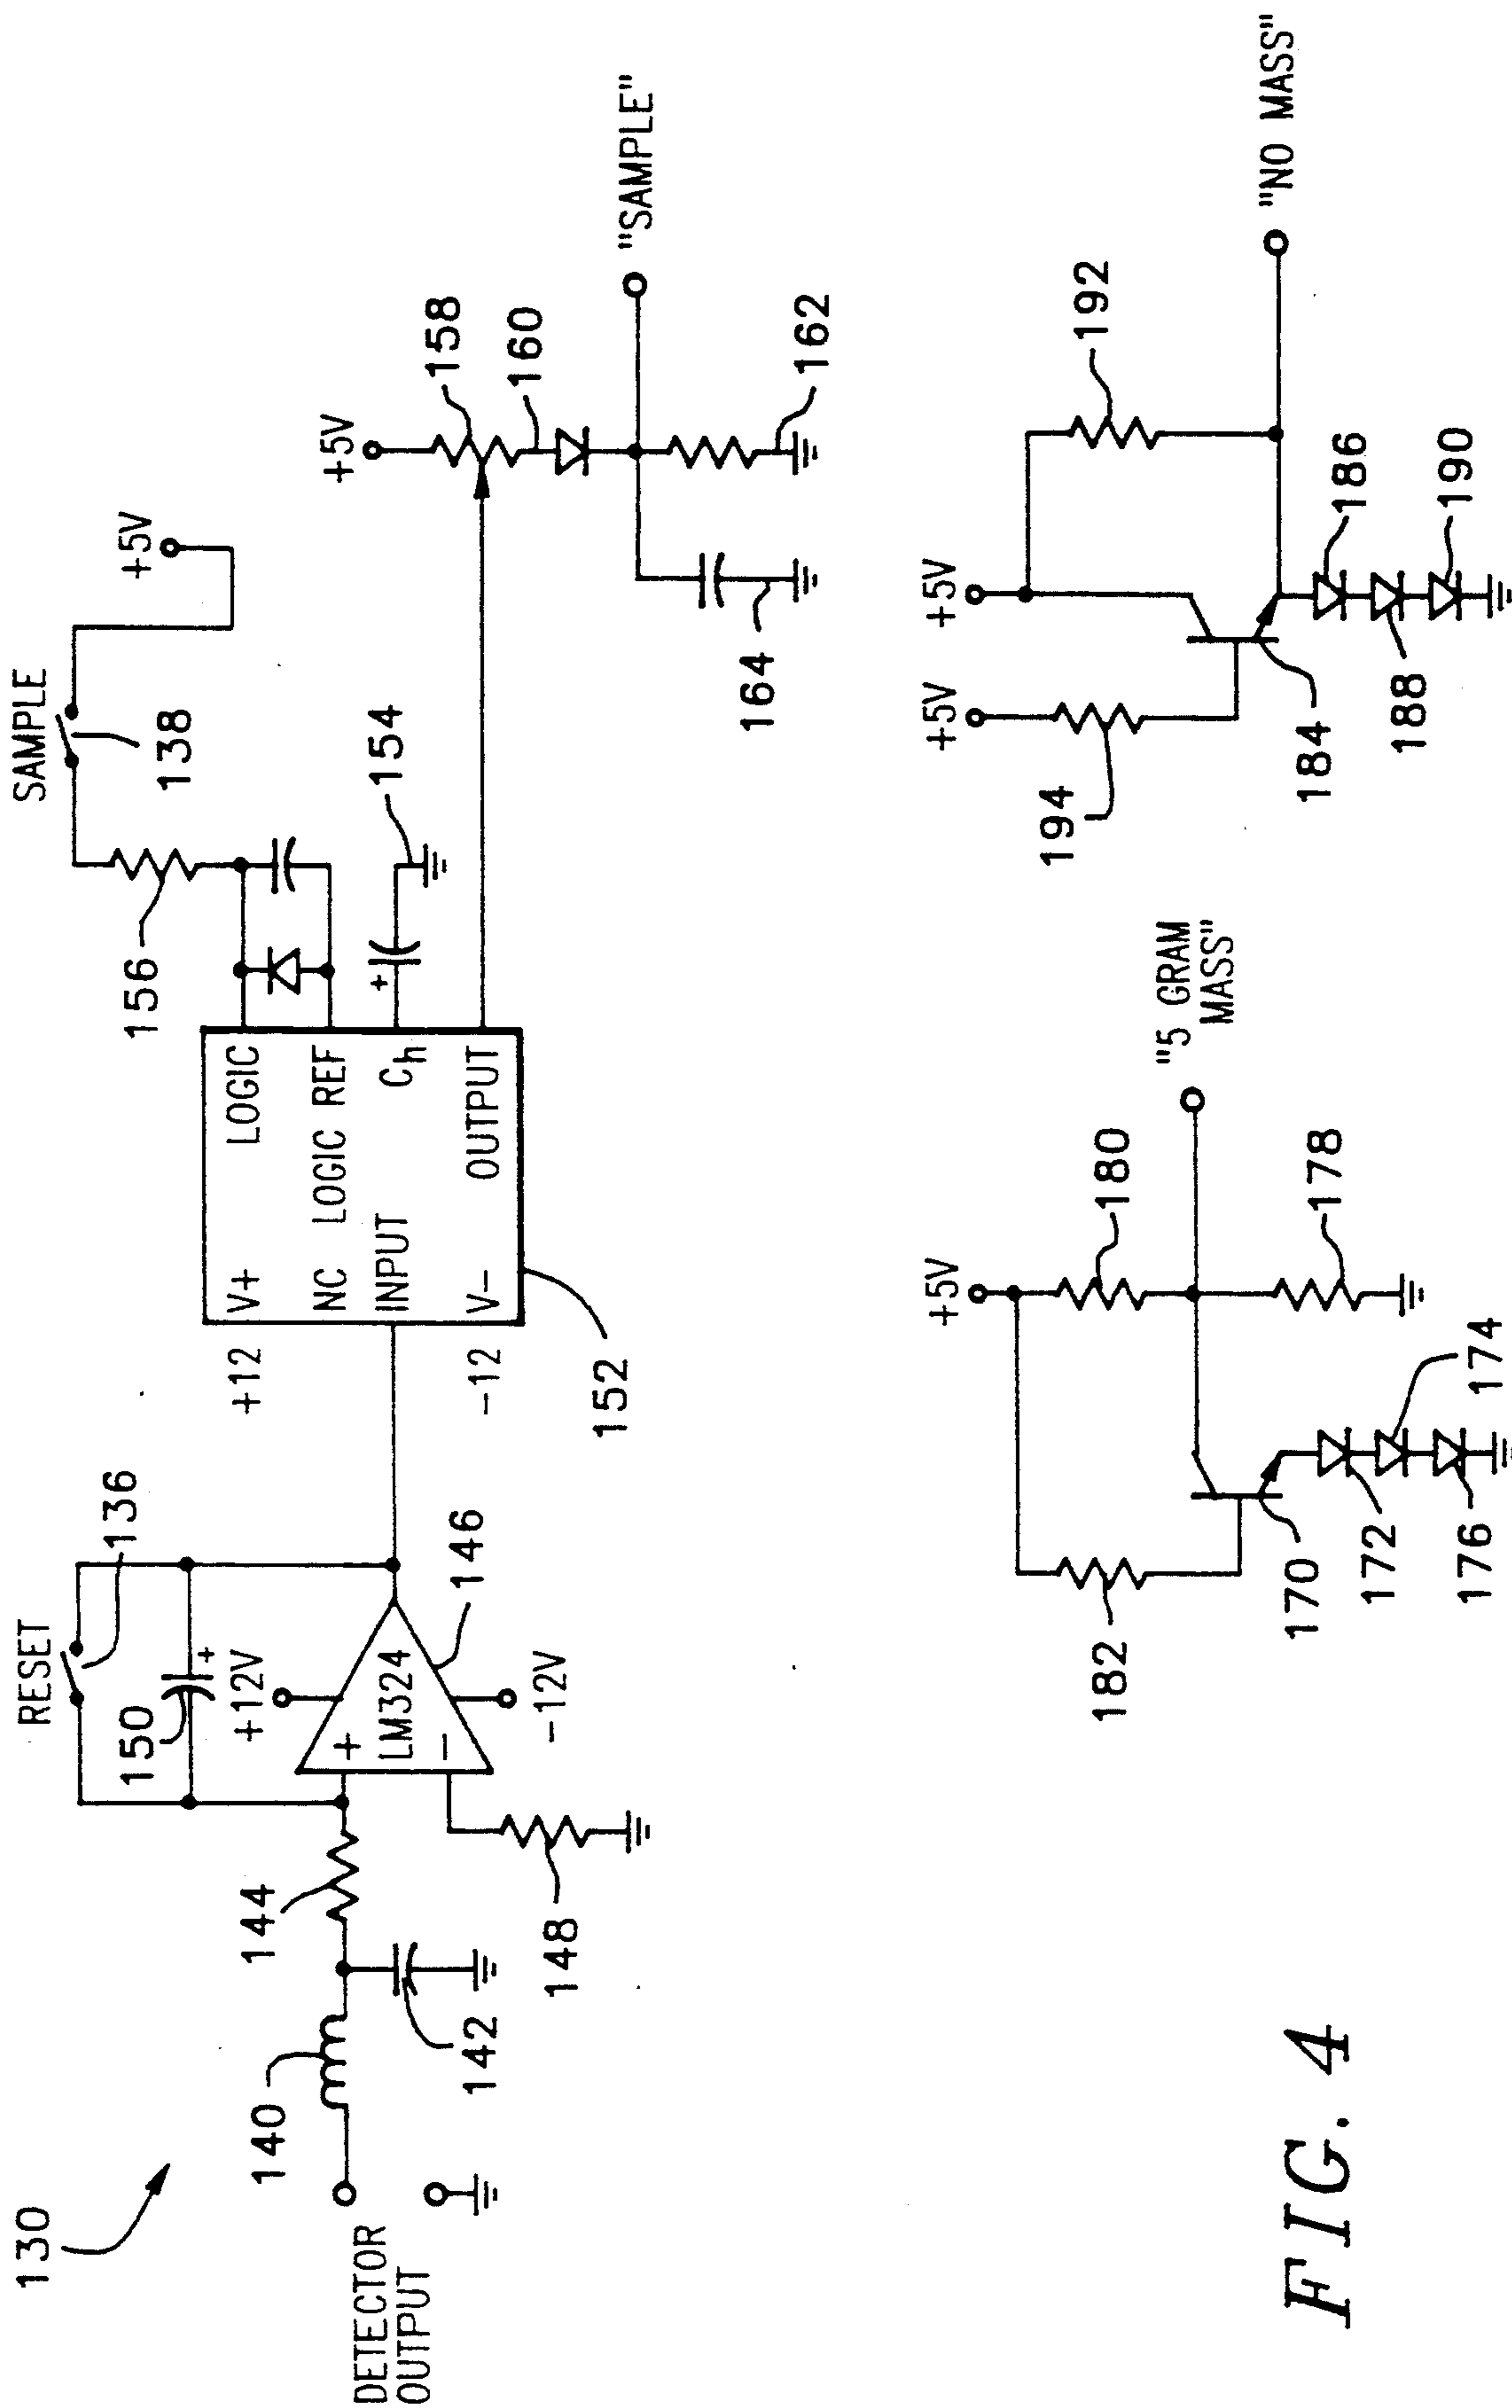 130
DETECTOR
OUTPUT
140
142
144
148
RESET
136
150
+12V
+
LM324
−
−12V
146
+12
−12
V+
LOGIC
NC LOGIC REF
INPUT
Ch
V−
OUTPUT
152
SAMPLE
138
+5V
156
+
154
+5V
158
160
"SAMPLE"
162
164
+5V
182
180
"5 GRAM
MASS"
178
170
172
174
176
+5V
+5V
194
192
"NO MASS"
184
186
188
190
FIG. 4